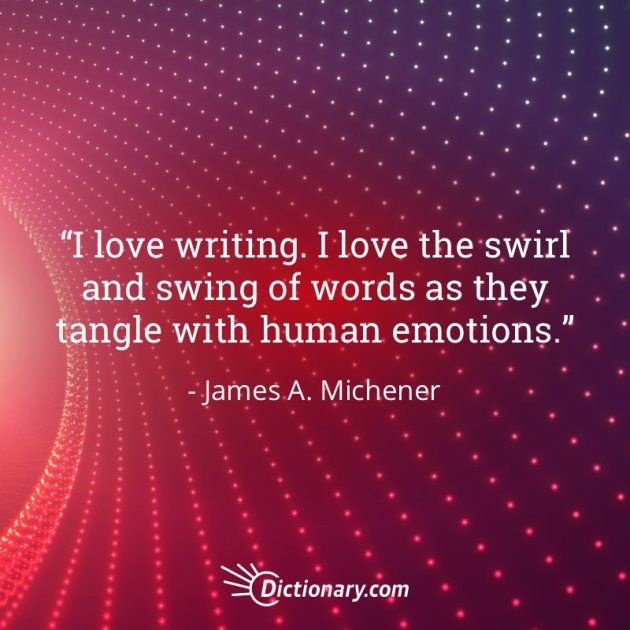 “I love writing. I love the swirl
and swing of words as they
tangle with human emotions.”
- James A. Michener
Dictionary.com